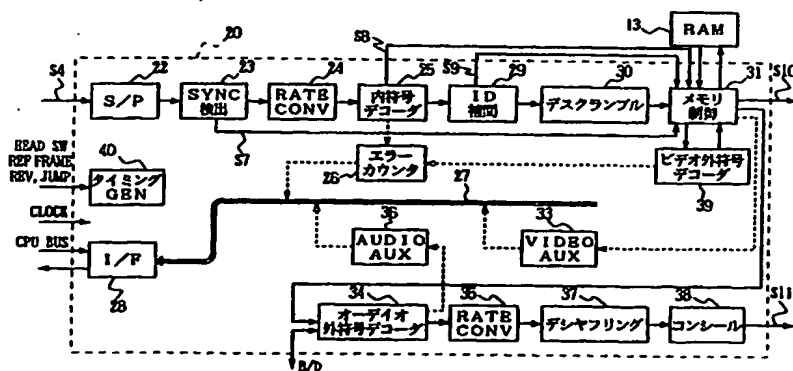 20
13
RAM
S8
S10
S4
22
23
24
25
S9
29
30
31
S/P
SYNC
検出
RATE
CONV
内符号
デコーダ
ID
補間
デスクランブル
メモリ
制御
S7
HEAD SW
REF FRAME
REV, JUMP
40
タイミング
GEN
エラー
カウンタ
26
ビデオ外符号
デコーダ
39
27
CLOCK
CPU BUS
I/F
28
36
AUDIO
AUX
33
VIDEO
AUX
34
オーデイオ
外符号デコーダ
35
RATE
CONV
37
デシヤフリング
38
コンシール
S11
B/D